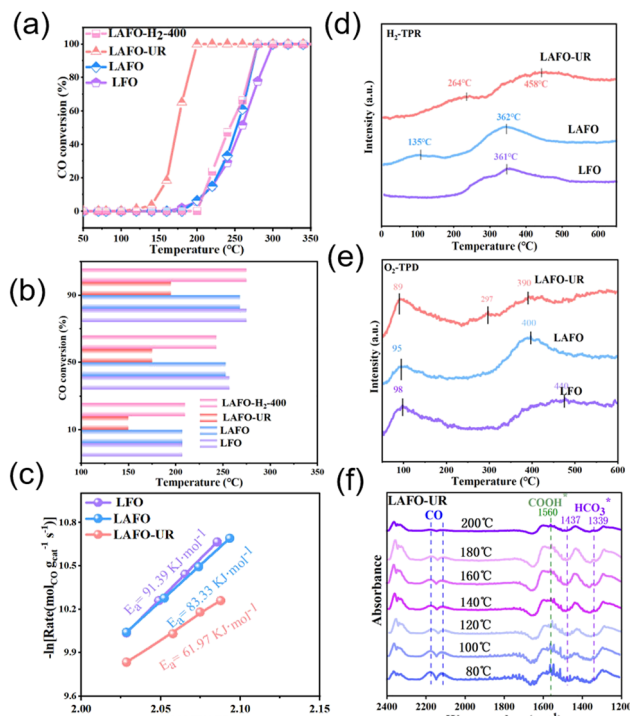 (a)
LAFO-H2-400
LAFO-UR
LAFO
LFO
CO conversion (%)
100
80
60
40
20
0
50
100
150
200
250
300
350
Temperature (℃)
(b)
CO conversion (%)
90
50
10
LAFO-H2-400
LAFO-UR
LAFO
LFO
100
150
200
250
300
350
Temperature (℃)
(c)
LFO
LAFO
LAFO-UR
-ln[Rate(molCO gcat⁻¹ s⁻¹)]
10.8
10.4
10.0
9.6
Ea= 91.39 KJ·mol⁻¹
Ea= 83.33 KJ·mol⁻¹
Ea= 61.97 KJ·mol⁻¹
2.00
2.05
2.10
2.15
(d)
H2-TPR
Intensity (a.u.)
264°C
458°C
LAFO-UR
135°C
362°C
LAFO
361°C
LFO
0
100
200
300
400
500
600
Temperature (℃)
(e)
O2-TPD
Intensity (a.u.)
89
297
390
LAFO-UR
95
400
LAFO
98
440
LFO
100
200
300
400
500
600
Temperature (℃)
(f)
LAFO-UR
CO
COOH*
1560
HCO3*
1437
1339
Absorbance
200℃
180℃
160℃
140℃
120℃
100℃
80℃
2400
2200
2000
1800
1600
1400
1200